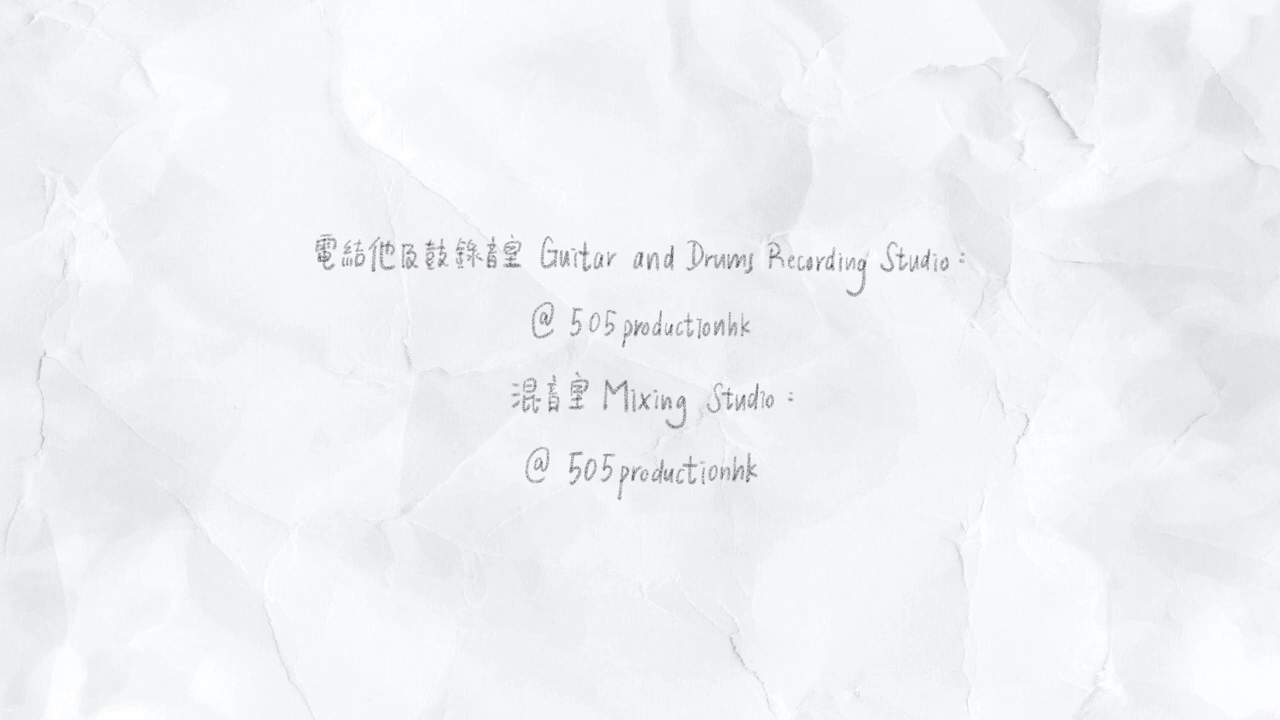 電結他及鼓錄音室 Guitar and Drums Recording Studio :
@ 505productionhk
混音室 Mixing Studio :
@ 505productionhk